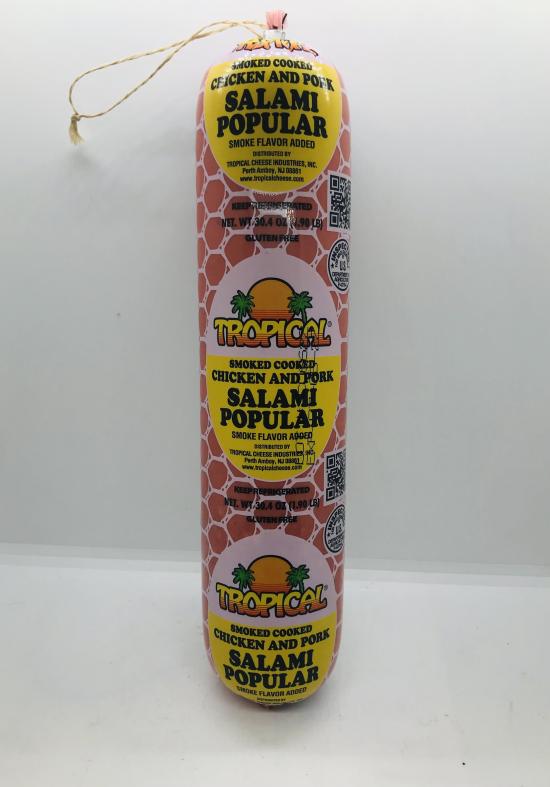 TROPICAL
SMOKED COOKED
CHICKEN AND PORK
SALAMI
POPULAR
SMOKE FLAVOR ADDED
DISTRIBUTED BY
TROPICAL CHEESE INDUSTRIES, INC.
Perth Amboy, NJ 08861
www.tropicalcheese.com
KEEP REFRIGERATED
NET. WT. 30.4 OZ (1.90 LB)
GLUTEN FREE
TROPICAL®
SMOKED COOKED
CHICKEN AND PORK
SALAMI
POPULAR
SMOKE FLAVOR ADDED
DISTRIBUTED BY
TROPICAL CHEESE INDUSTRIES, INC.
Perth Amboy, NJ 08861
www.tropicalcheese.com
KEEP REFRIGERATED
NET. WT. 30.4 OZ (1.90 LB)
GLUTEN FREE
TROPICAL®
SMOKED COOKED
CHICKEN AND PORK
SALAMI
POPULAR
SMOKE FLAVOR ADDED
DISTRIBUTED BY